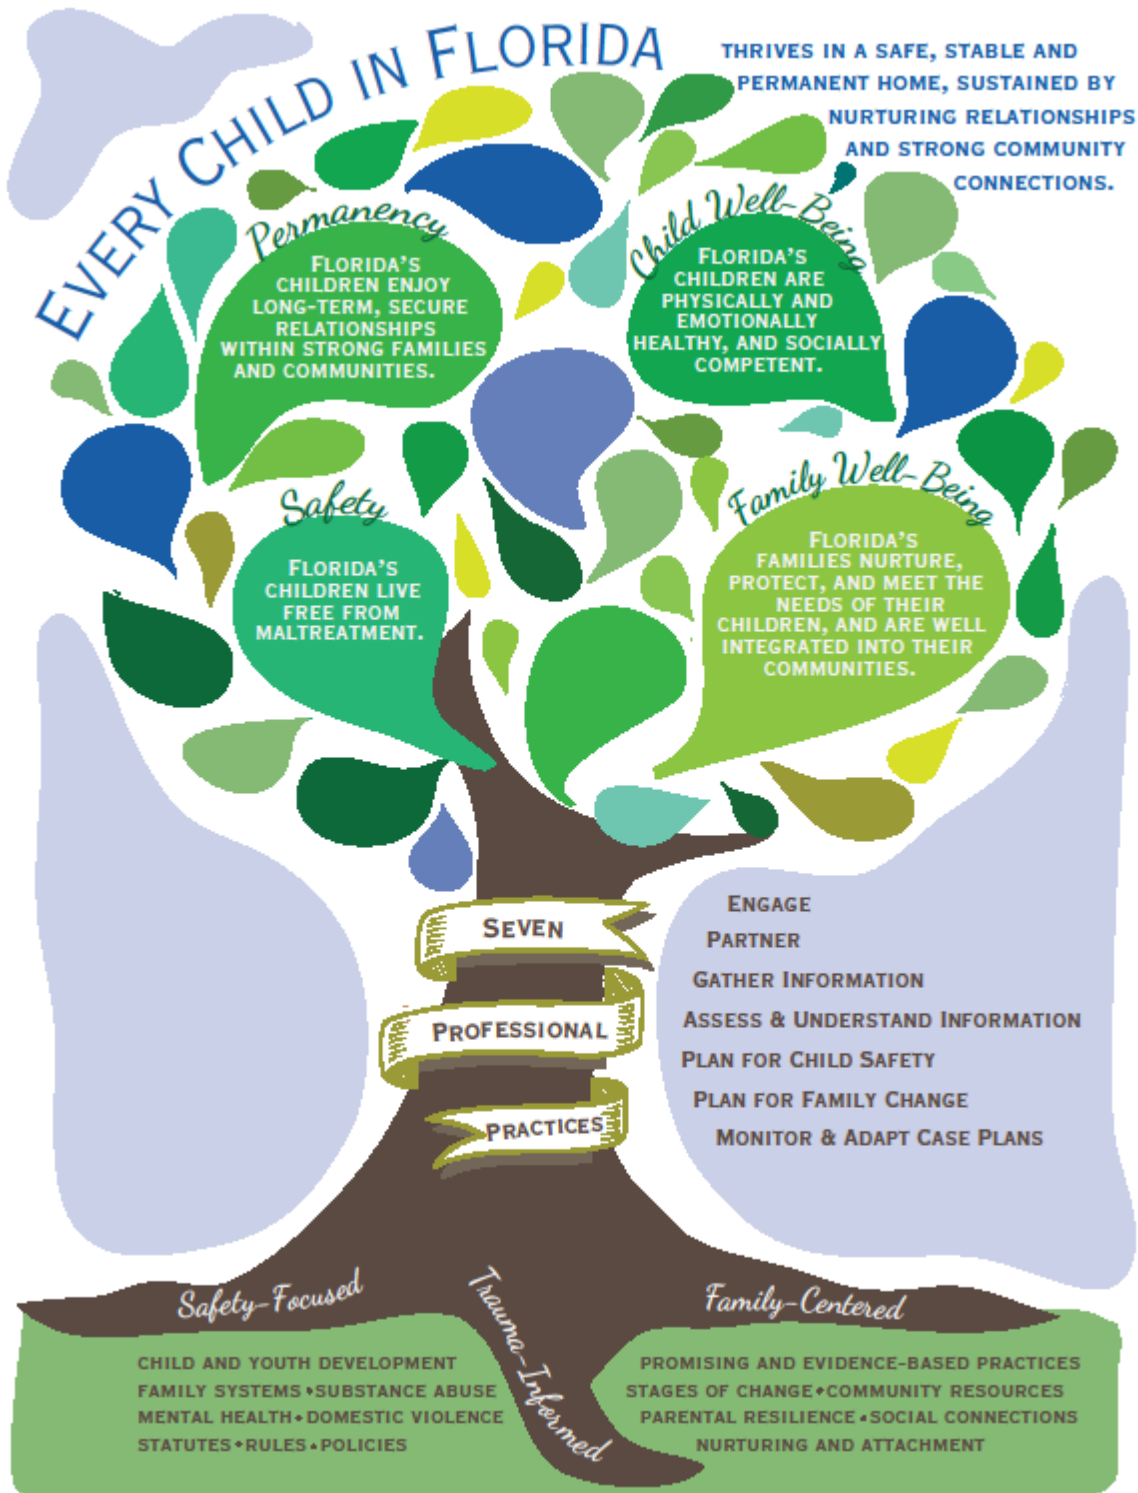 EVERY CHILD IN FLORIDA
THRIVES IN A SAFE, STABLE AND
PERMANENT HOME, SUSTAINED BY
NURTURING RELATIONSHIPS
AND STRONG COMMUNITY
CONNECTIONS.
Permanency
FLORIDA'S
CHILDREN ENJOY
LONG-TERM, SECURE
RELATIONSHIPS
WITHIN STRONG FAMILIES
AND COMMUNITIES.
Child Well-Being
FLORIDA'S
CHILDREN ARE
PHYSICALLY AND
EMOTIONALLY
HEALTHY, AND SOCIALLY
COMPETENT.
Safety
FLORIDA'S
CHILDREN LIVE
FREE FROM
MALTREATMENT.
Family Well-Being
FLORIDA'S
FAMILIES NURTURE,
PROTECT, AND MEET THE
NEEDS OF THEIR
CHILDREN, AND ARE WELL
INTEGRATED INTO THEIR
COMMUNITIES.
SEVEN
PROFESSIONAL
PRACTICES
ENGAGE
PARTNER
GATHER INFORMATION
ASSESS & UNDERSTAND INFORMATION
PLAN FOR CHILD SAFETY
PLAN FOR FAMILY CHANGE
MONITOR & ADAPT CASE PLANS
Safety-Focused
Trauma-Informed
Family-Centered
CHILD AND YOUTH DEVELOPMENT
FAMILY SYSTEMS•SUBSTANCE ABUSE
MENTAL HEALTH•DOMESTIC VIOLENCE
STATUTES•RULES•POLICIES
PROMISING AND EVIDENCE-BASED PRACTICES
STAGES OF CHANGE•COMMUNITY RESOURCES
PARENTAL RESILIENCE•SOCIAL CONNECTIONS
NURTURING AND ATTACHMENT